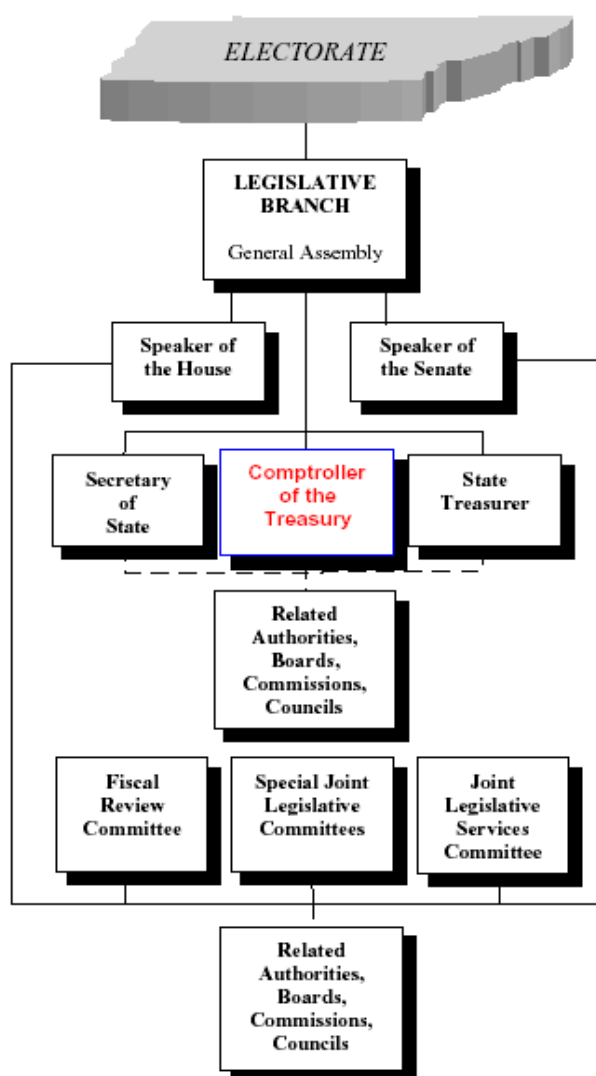 ELECTORATE
LEGISLATIVE
BRANCH
General Assembly
Speaker of
the House
Speaker of
the Senate
Secretary
of
State
Comptroller
of the
Treasury
State
Treasurer
Related
Authorities,
Boards,
Commissions,
Councils
Fiscal
Review
Committee
Special Joint
Legislative
Committees
Joint
Legislative
Services
Committee
Related
Authorities,
Boards,
Commissions,
Councils